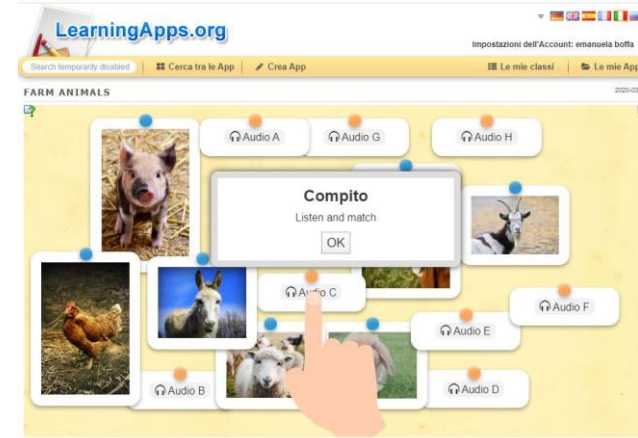 LearningApps.org
Impostazioni dell'Account: emanuela boffa
Search temporarily disabled
Cerca tra le App
Crea App
Le mie classi
Le mie App
FARM ANIMALS
Audio A
Audio G
Audio H
Compito
Listen and match
OK
Audio C
Audio F
Audio E
Audio B
Audio D